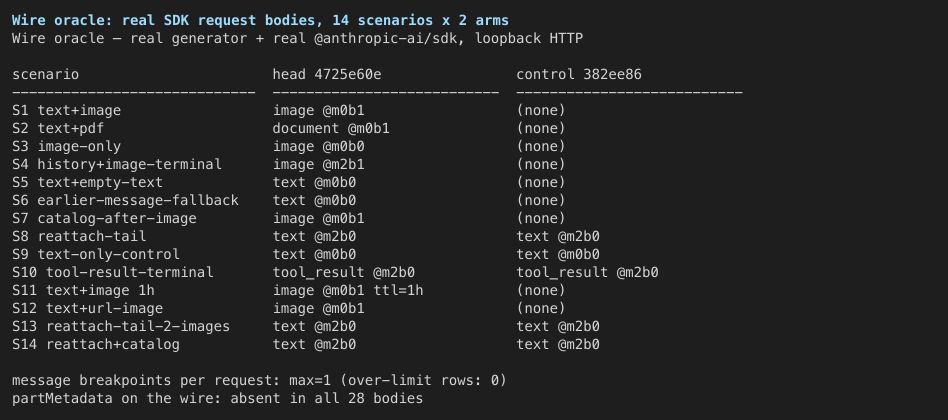 Wire oracle: real SDK request bodies, 14 scenarios x 2 arms
Wire oracle — real generator + real @anthropic-ai/sdk, loopback HTTP
scenario head 4725e60e control 382ee86
------------------------------ ---------------------------- ----------------------------
S1 text+image image @m0b1 (none)
S2 text+pdf document @m0b1 (none)
S3 image-only image @m0b0 (none)
S4 history+image-terminal image @m2b1 (none)
S5 text+empty-text text @m0b0 (none)
S6 earlier-message-fallback text @m0b0 (none)
S7 catalog-after-image image @m0b1 (none)
S8 reattach-tail text @m2b0 text @m2b0
S9 text-only-control text @m0b0 text @m0b0
S10 tool-result-terminal tool_result @m2b0 tool_result @m2b0
S11 text+image 1h image @m0b1 ttl=1h (none)
S12 text+url-image image @m0b1 (none)
S13 reattach-tail-2-images text @m2b0 text @m2b0
S14 reattach+catalog text @m2b0 text @m2b0
message breakpoints per request: max=1 (over-limit rows: 0)
partMetadata on the wire: absent in all 28 bodies